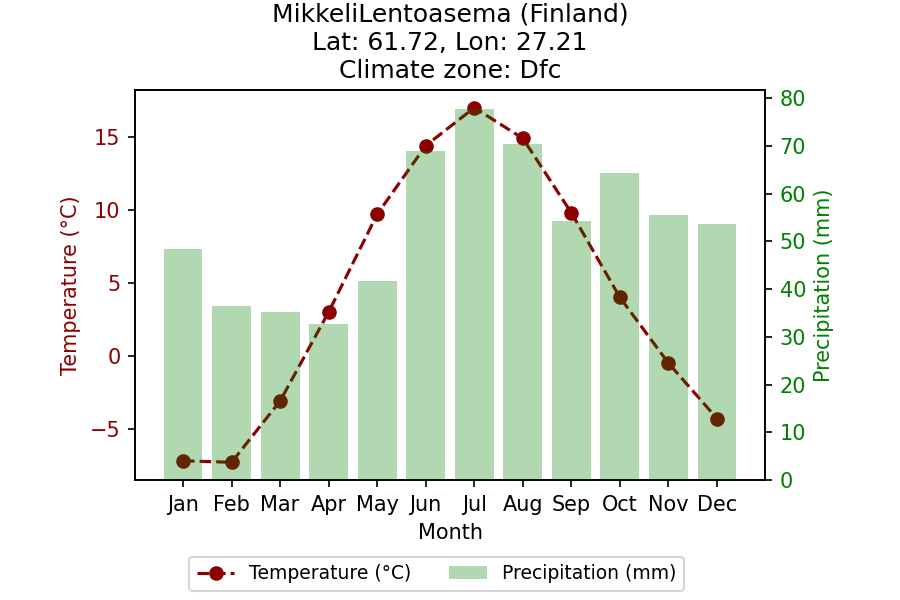 MikkeliLentoasema (Finland)
Lat: 61.72, Lon: 27.21
Climate zone: Dfc
Temperature (°C)
15
10
5
0
−5
80
70
60
50
40
30
20
10
0
Precipitation (mm)
Jan Feb Mar Apr May Jun Jul Aug Sep Oct Nov Dec
Month
Temperature (°C) Precipitation (mm)